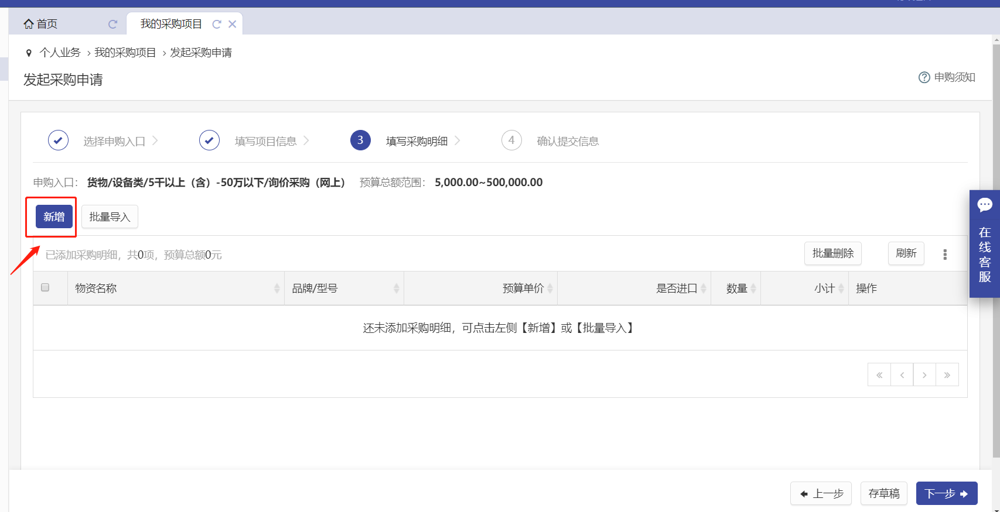 首页
我的采购项目
个人业务 › 我的采购项目 › 发起采购申请
发起采购申请
申购须知
选择申购入口
填写项目信息
3 填写采购明细
4 确认提交信息
申购入口： 货物/设备类/5千以上（含）-50万以下/询价采购（网上） 预算总额范围： 5,000.00~500,000.00
新增 批量导入
已添加采购明细，共0项，预算总额0元
批量删除 刷新
物资名称 品牌/型号 预算单价 是否进口 数量 小计 操作
还未添加采购明细，可点击左侧【新增】或【批量导入】
« ‹ › »
在线客服
上一步 存草稿 下一步